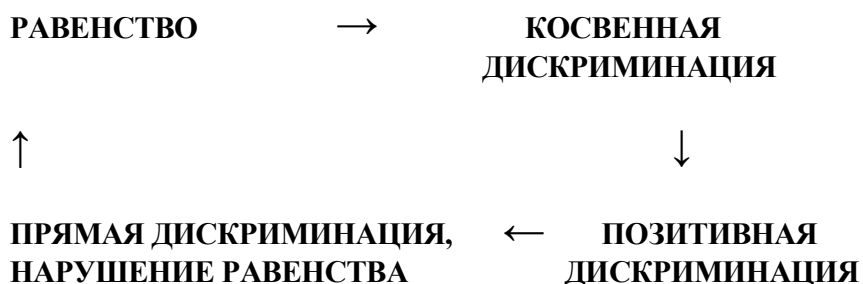 РАВЕНСТВО → КОСВЕННАЯ
ДИСКРИМИНАЦИЯ
↑ ↓
ПРЯМАЯ ДИСКРИМИНАЦИЯ, ← ПОЗИТИВНАЯ
НАРУШЕНИЕ РАВЕНСТВА ДИСКРИМИНАЦИЯ